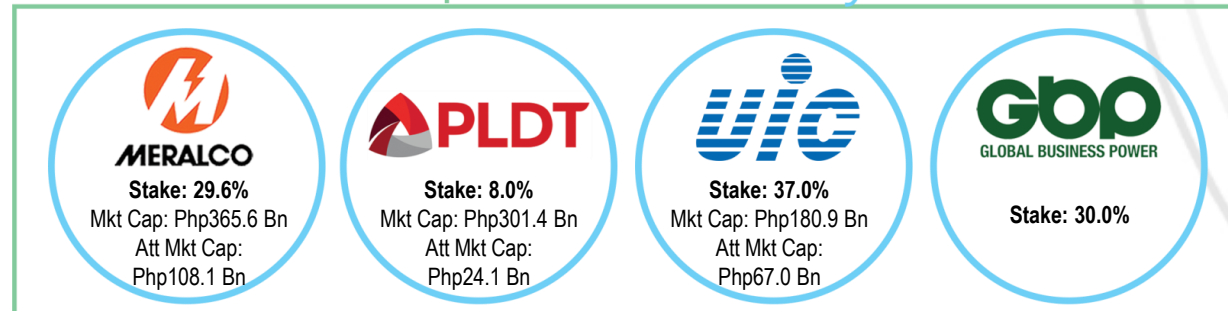 MERALCO
Stake: 29.6%
Mkt Cap: Php365.6 Bn
Att Mkt Cap:
Php108.1 Bn
PLDT
Stake: 8.0%
Mkt Cap: Php301.4 Bn
Att Mkt Cap:
Php24.1 Bn
uic
Stake: 37.0%
Mkt Cap: Php180.9 Bn
Att Mkt Cap:
Php67.0 Bn
Gbp
GLOBAL BUSINESS POWER
Stake: 30.0%